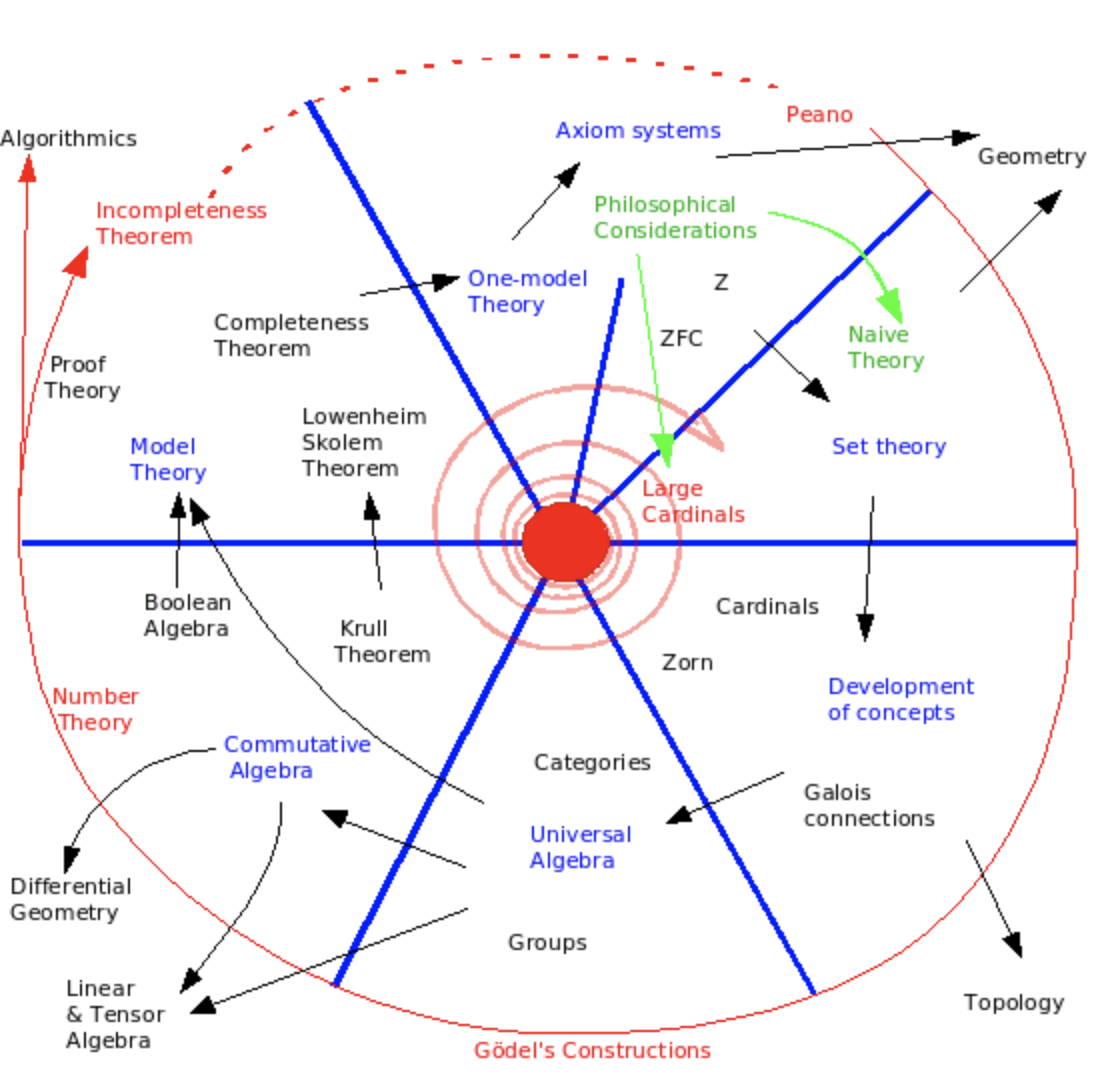 Peano
Axiom systems
Algorithmics
Geometry
Incompleteness
Theorem
Philosophical
Considerations
One-model
Theory
Z
Completeness
Theorem
ZFC
Naive
Theory
Proof
Theory
Lowenheim
Skolem
Theorem
Model
Theory
Set theory
Large
Cardinals
Boolean
Algebra
Cardinals
Krull
Theorem
Zorn
Number
Theory
Development
of concepts
Commutative
Algebra
Categories
Galois
connections
Universal
Algebra
Differential
Geometry
Groups
Linear
& Tensor
Algebra
Topology
Gödel's Constructions